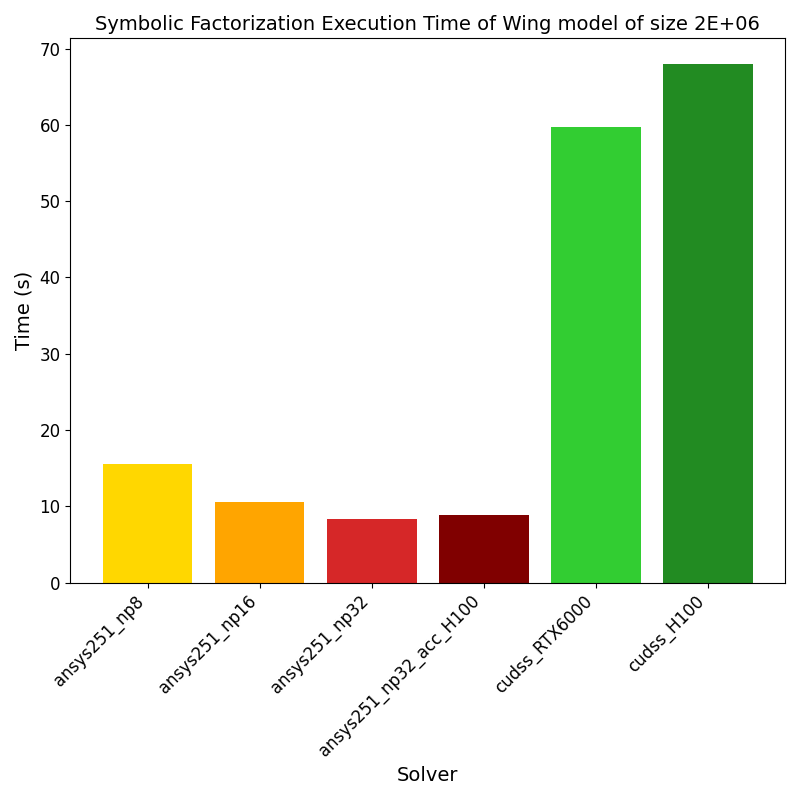 Symbolic Factorization Execution Time of Wing model of size 2E+06
70
60
50
40
30
20
10
0
Time (s)
ansys251_np8
ansys251_np16
ansys251_np32
ansys251_np32_acc_H100
cudss_RTX6000
cudss_H100
Solver